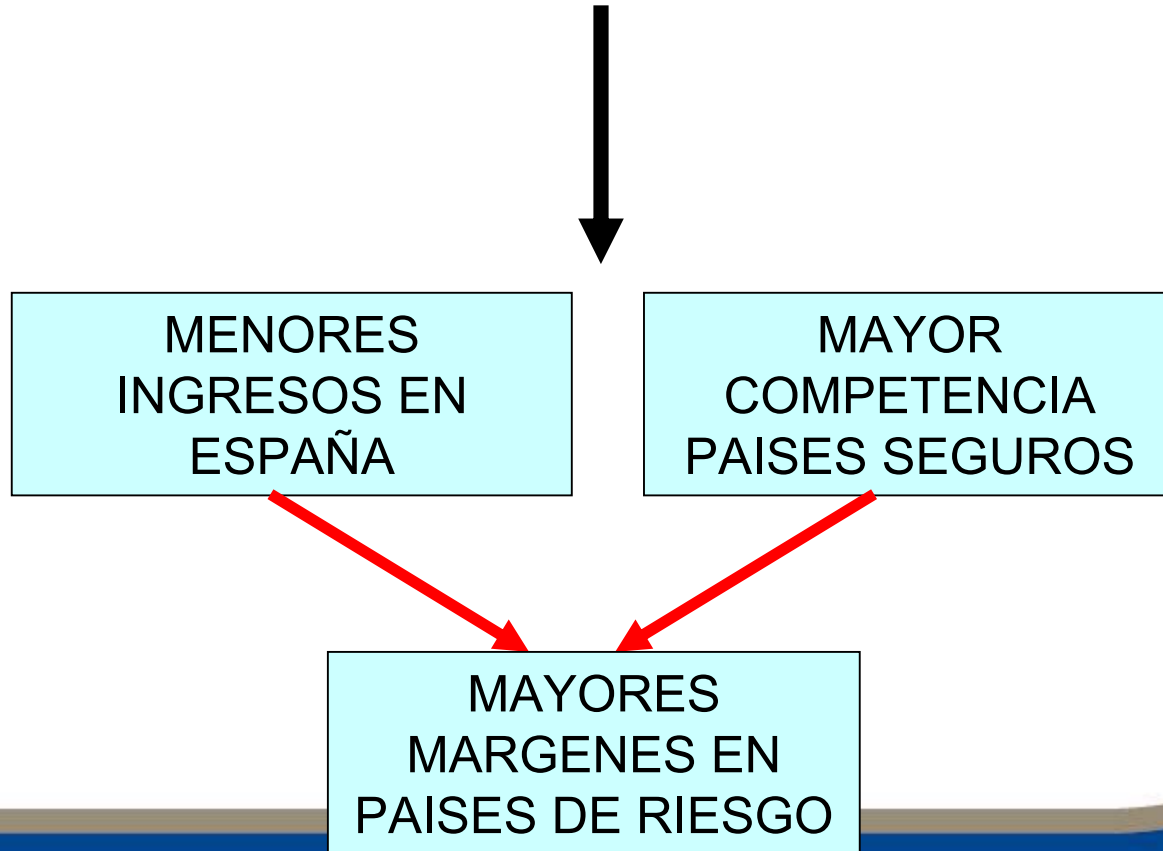 MENORES
INGRESOS EN
ESPAÑA
MAYOR
COMPETENCIA
PAISES SEGUROS
MAYORES
MARGENES EN
PAISES DE RIESGO